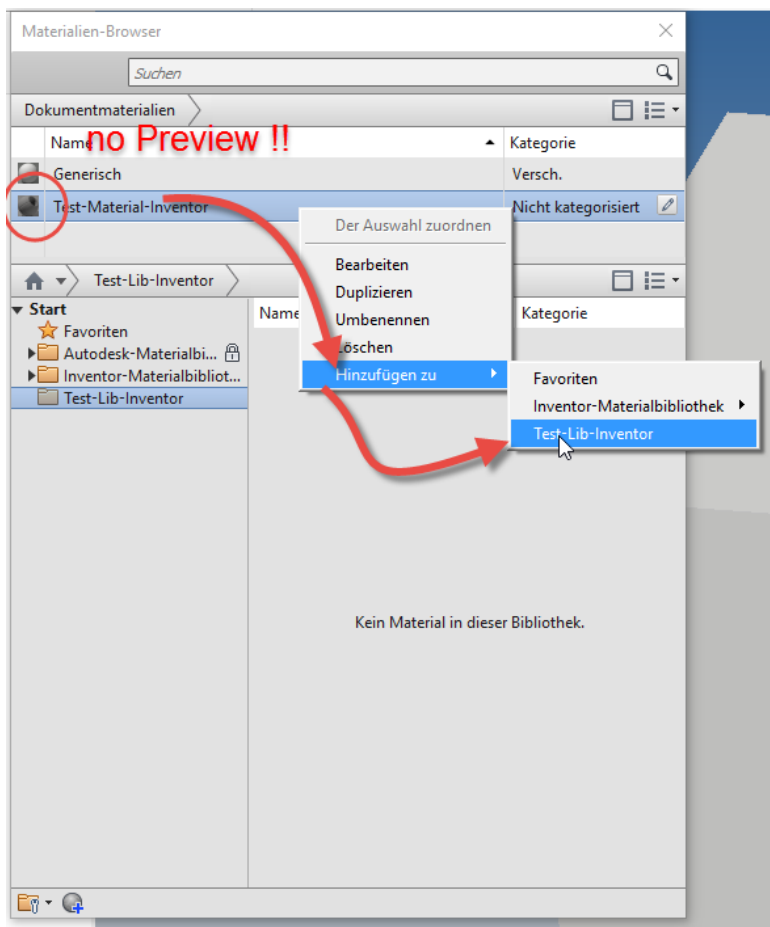 Materialien-Browser
Suchen
Dokumentmaterialien
no Preview !!
Name Kategorie
Generisch Versch.
Test-Material-Inventor Nicht kategorisiert
Der Auswahl zuordnen
Bearbeiten
Duplizieren
Umbenennen
Löschen
Hinzufügen zu
Favoriten
Inventor-Materialbibliothek
Test-Lib-Inventor
Test-Lib-Inventor
Name Kategorie
Start
Favoriten
Autodesk-Materialbi...
Inventor-Materialbibliot...
Test-Lib-Inventor
Kein Material in dieser Bibliothek.